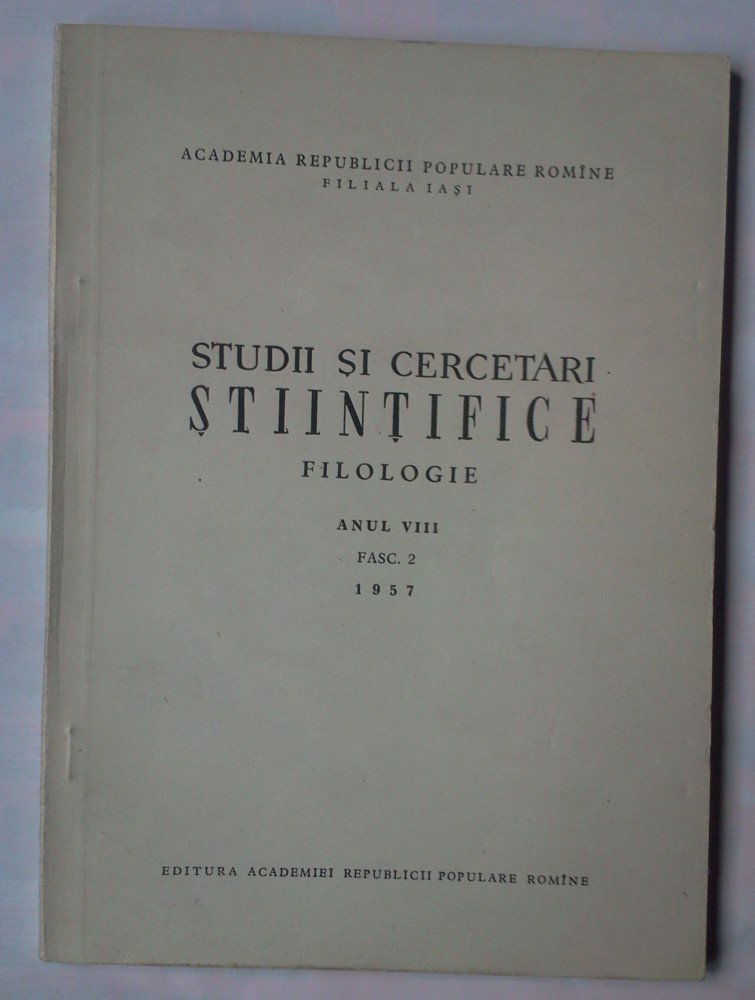 ACADEMIA REPUBLICII POPULARE ROMÎNE
FILIALA IAŞI
STUDII ŞI CERCETARI
ŞTIINŢIFICE
FILOLOGIE
ANUL VIII
FASC. 2
1957
EDITURA ACADEMIEI REPUBLICII POPULARE ROMÎNE